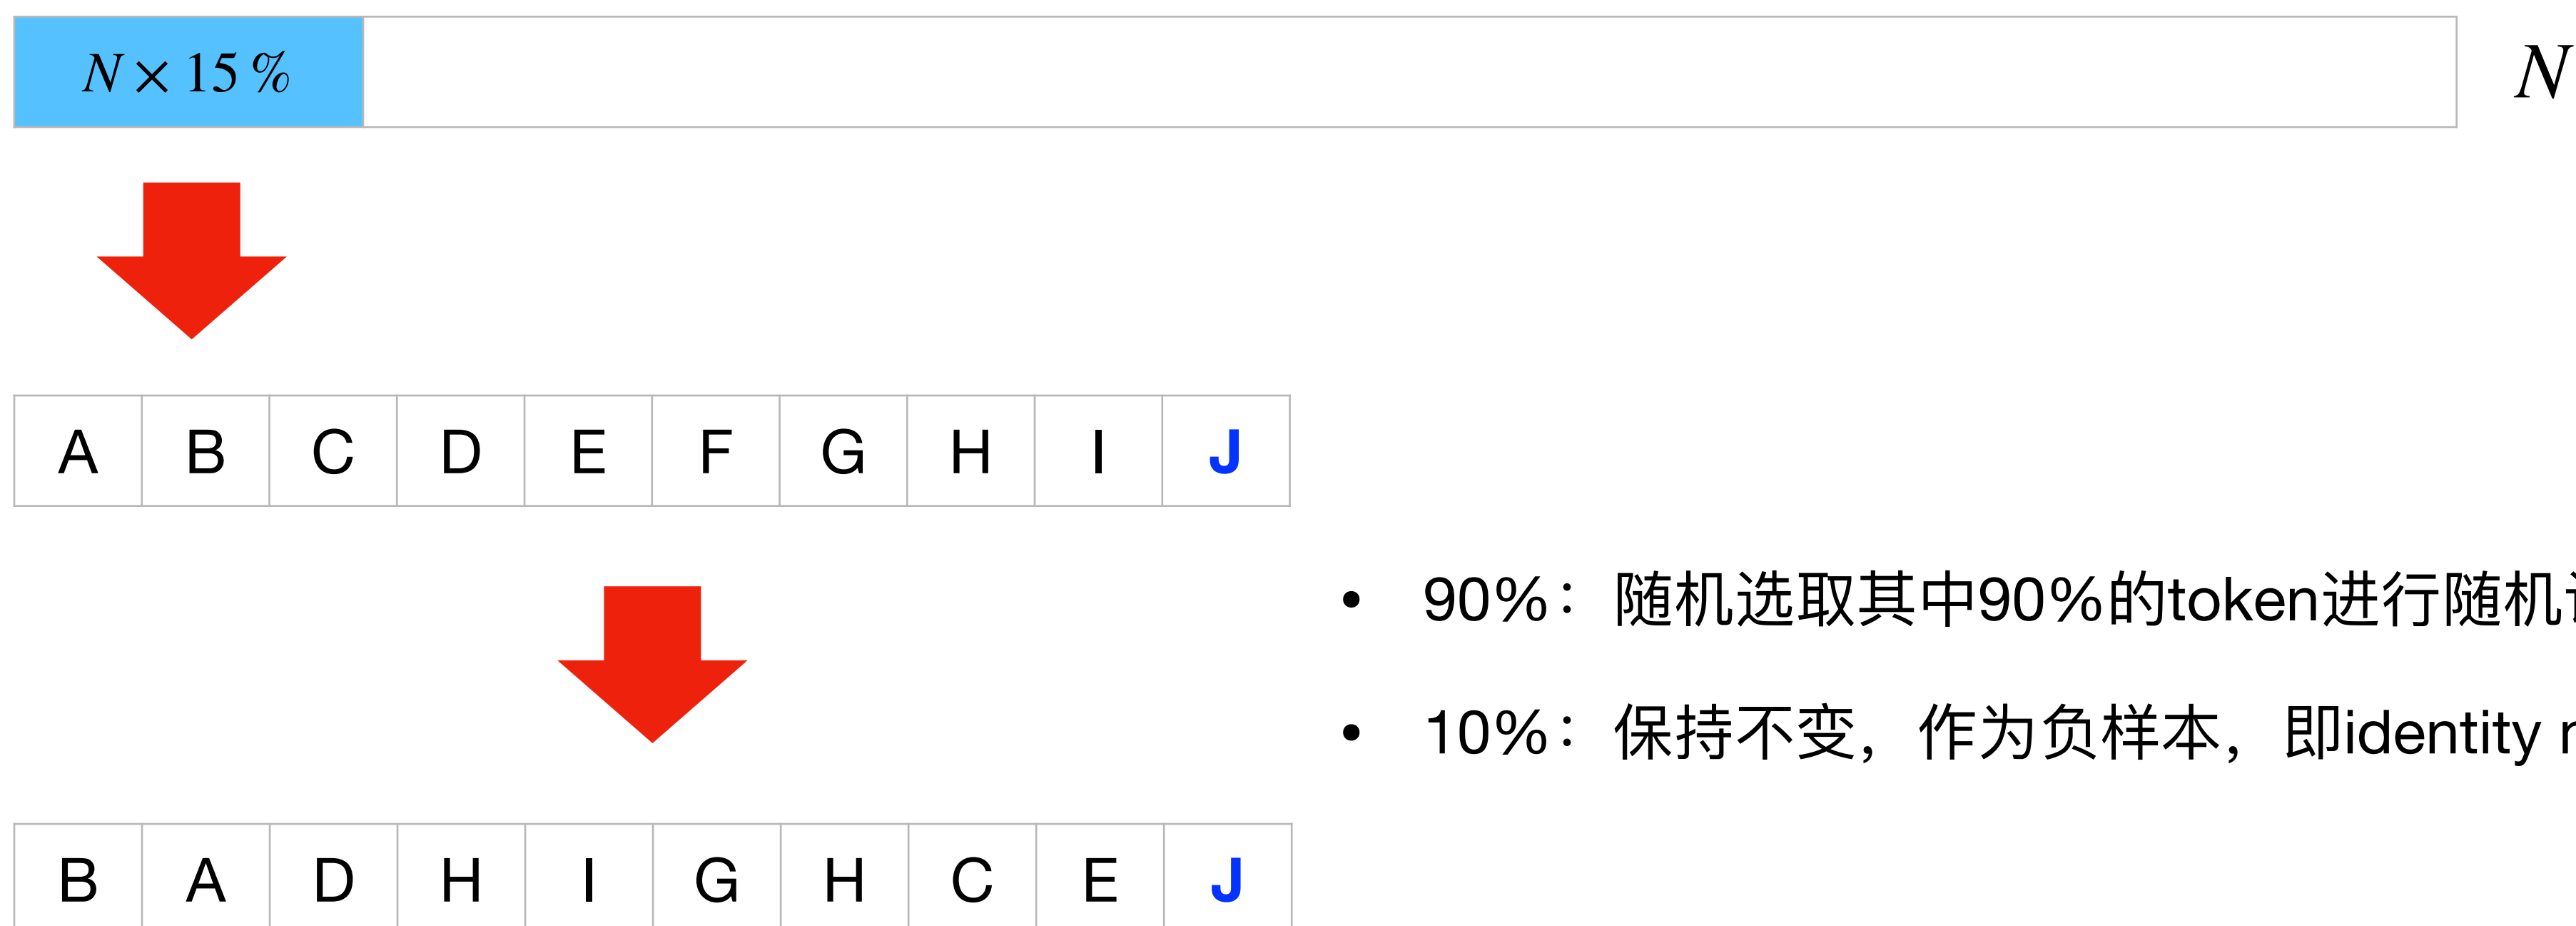 N × 15 %
N
A B C D E F G H I J
• 90%：随机选取其中90%的token进行随机
• 10%：保持不变，作为负样本，即identity
B A D H I G H C E J